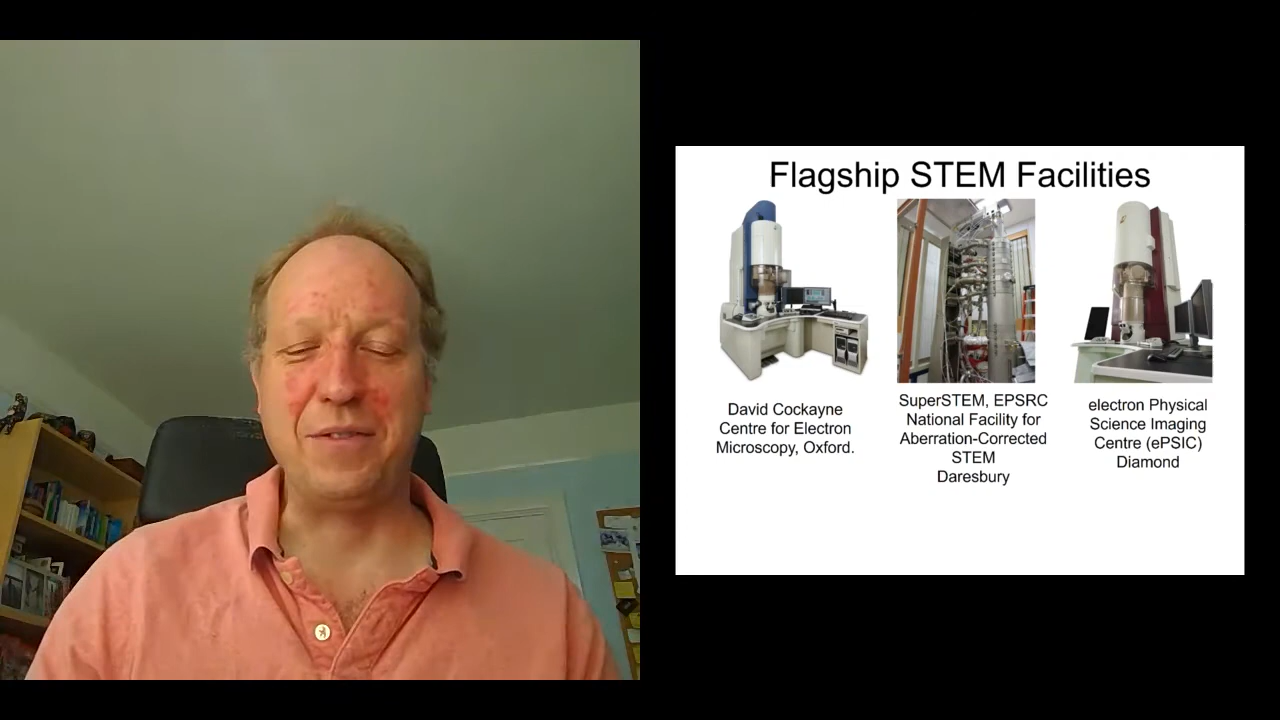 Flagship STEM Facilities
David Cockayne
Centre for Electron
Microscopy, Oxford.
SuperSTEM, EPSRC
National Facility for
Aberration-Corrected
STEM
Daresbury
electron Physical
Science Imaging
Centre (ePSIC)
Diamond